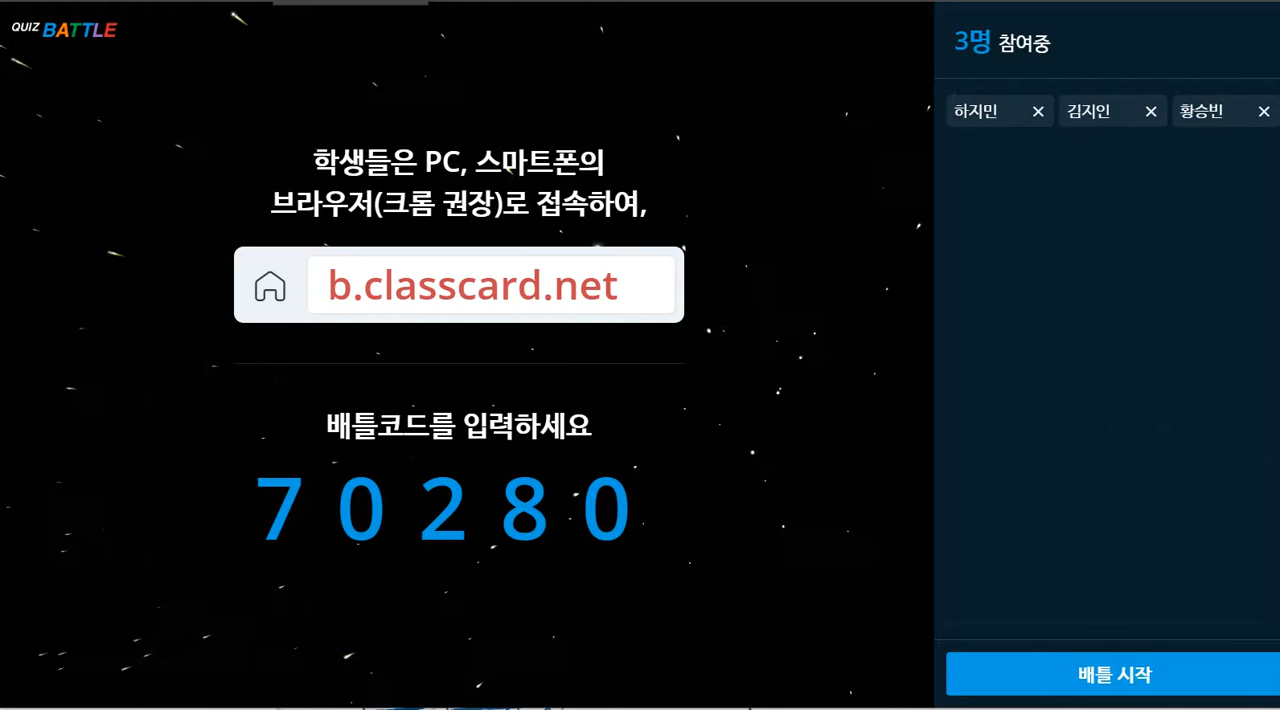 QUIZ BATTLE
3명 참여중
하지민 × 김지인 × 황승빈 ×
학생들은 PC, 스마트폰의
브라우저(크롬 권장)로 접속하여,
b.classcard.net
배틀코드를 입력하세요
7 0 2 8 0
배틀 시작